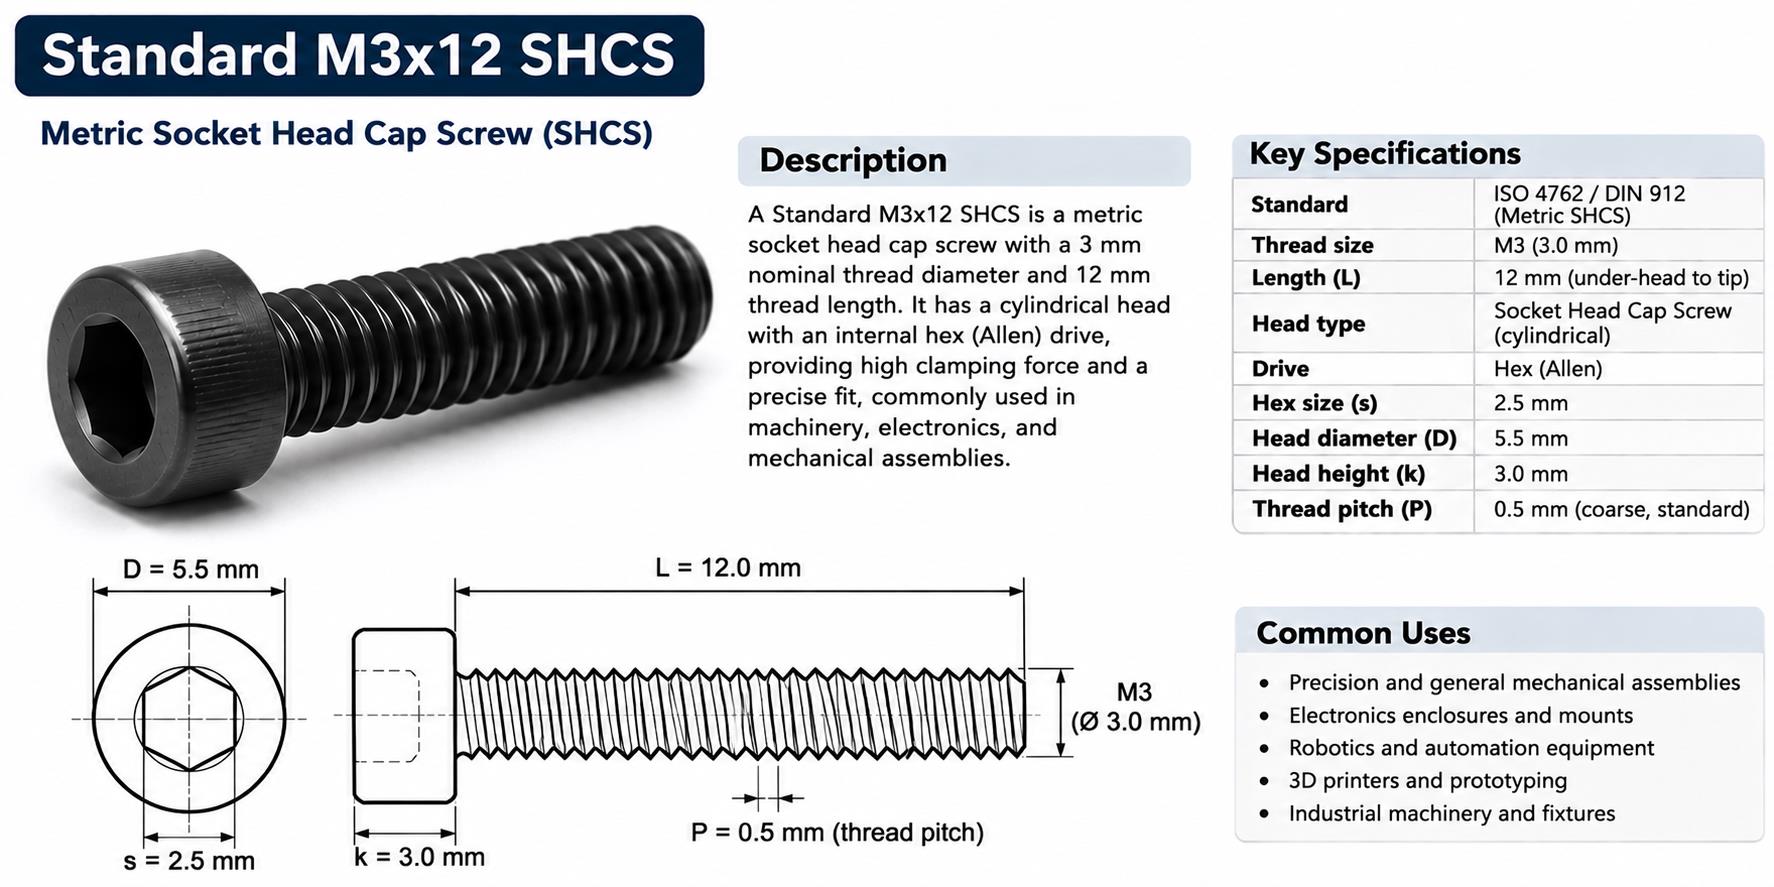 Standard M3x12 SHCS
Metric Socket Head Cap Screw (SHCS)
Description
A Standard M3x12 SHCS is a metric
socket head cap screw with a 3 mm
nominal thread diameter and 12 mm
thread length. It has a cylindrical head
with an internal hex (Allen) drive,
providing high clamping force and a
precise fit, commonly used in
machinery, electronics, and
mechanical assemblies.
Key Specifications
Standard ISO 4762 / DIN 912
(Metric SHCS)
Thread size M3 (3.0 mm)
Length (L) 12 mm (under-head to tip)
Head type Socket Head Cap Screw
(cylindrical)
Drive Hex (Allen)
Hex size (s) 2.5 mm
Head diameter (D) 5.5 mm
Head height (k) 3.0 mm
Thread pitch (P) 0.5 mm (coarse, standard)
D = 5.5 mm
L = 12.0 mm
M3
(Ø 3.0 mm)
P = 0.5 mm (thread pitch)
s = 2.5 mm
k = 3.0 mm
Common Uses
• Precision and general mechanical assemblies
• Electronics enclosures and mounts
• Robotics and automation equipment
• 3D printers and prototyping
• Industrial machinery and fixtures